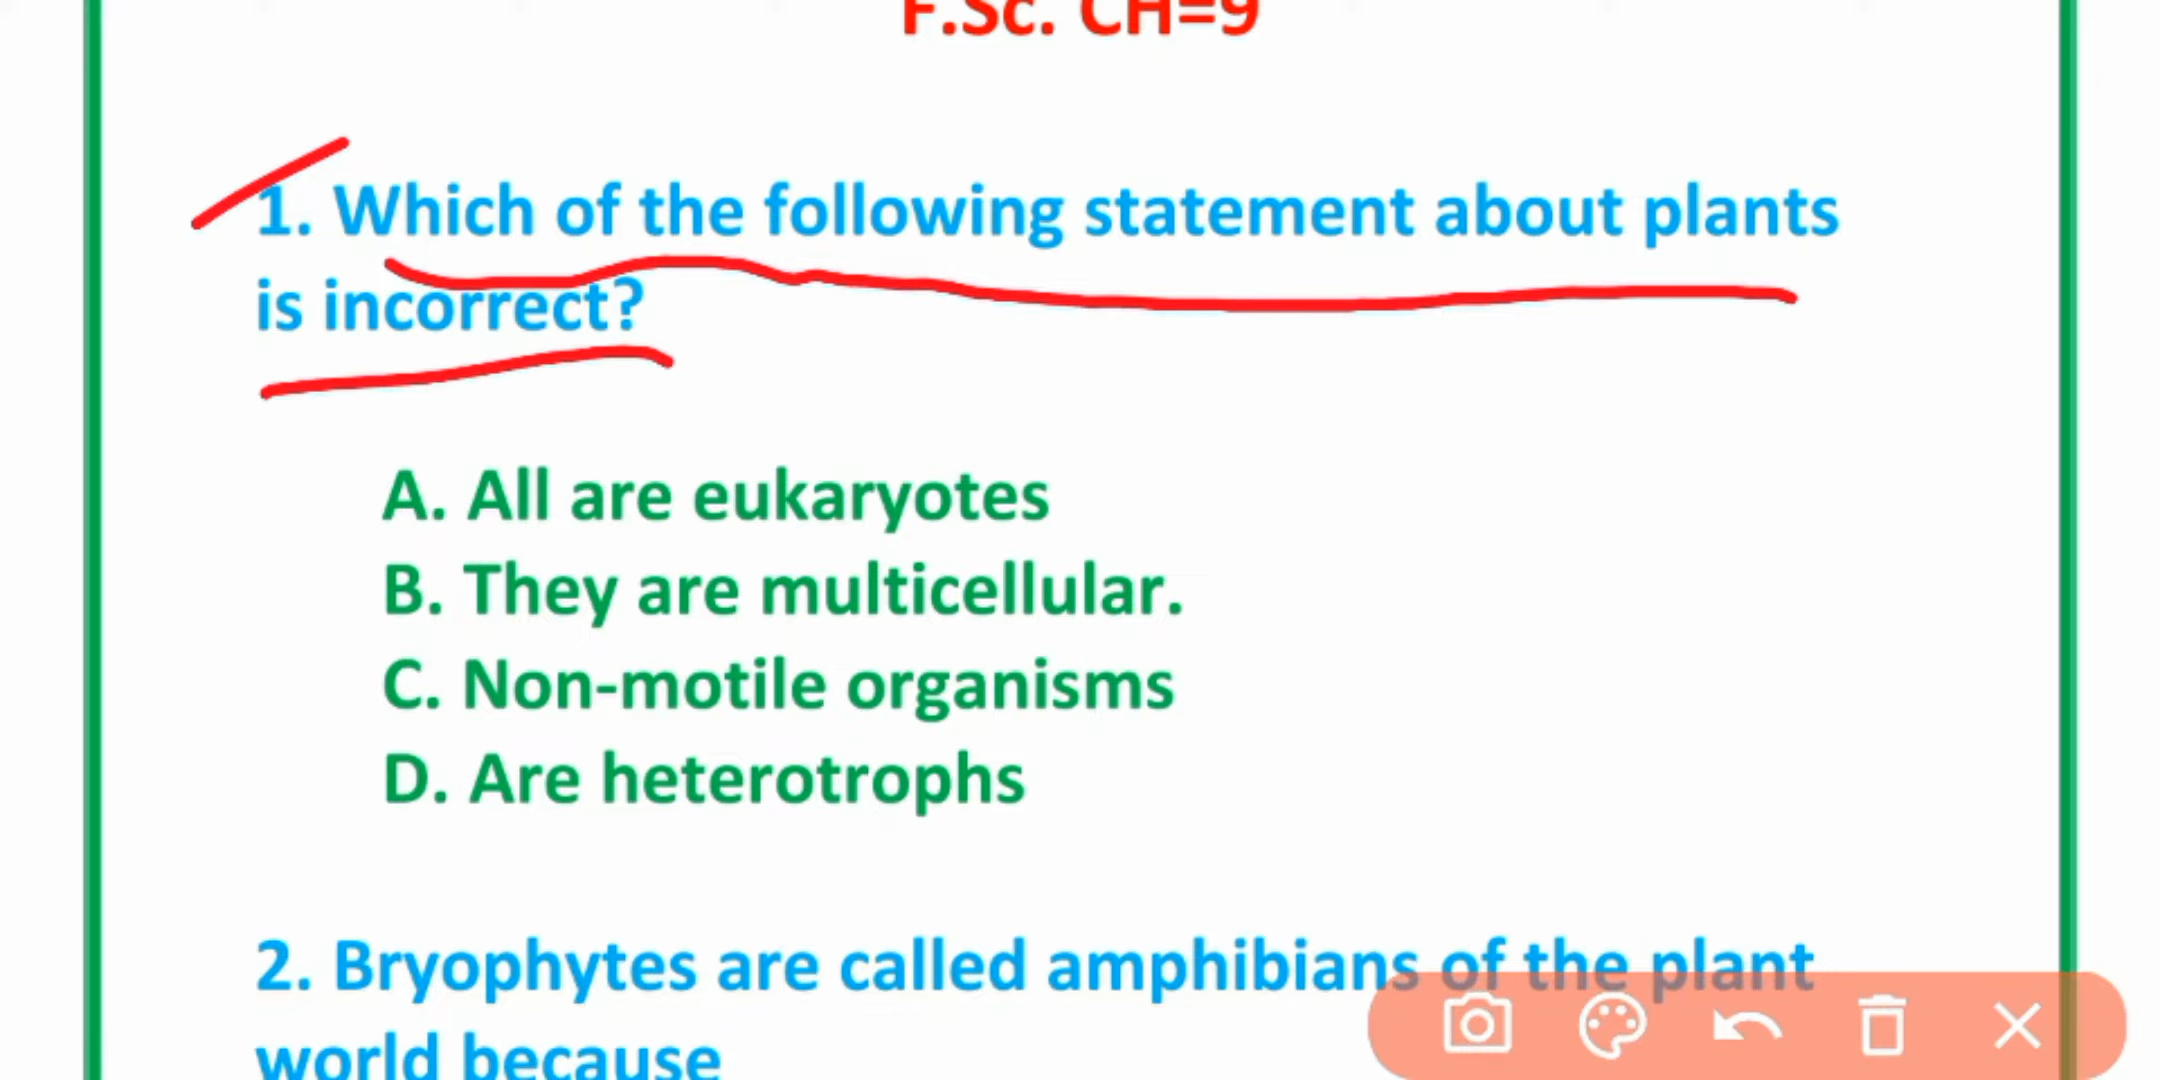 F.Sc. CH=9
1. Which of the following statement about plants
is incorrect?
A. All are eukaryotes
B. They are multicellular.
C. Non-motile organisms
D. Are heterotrophs
2. Bryophytes are called amphibians of the plant
world because